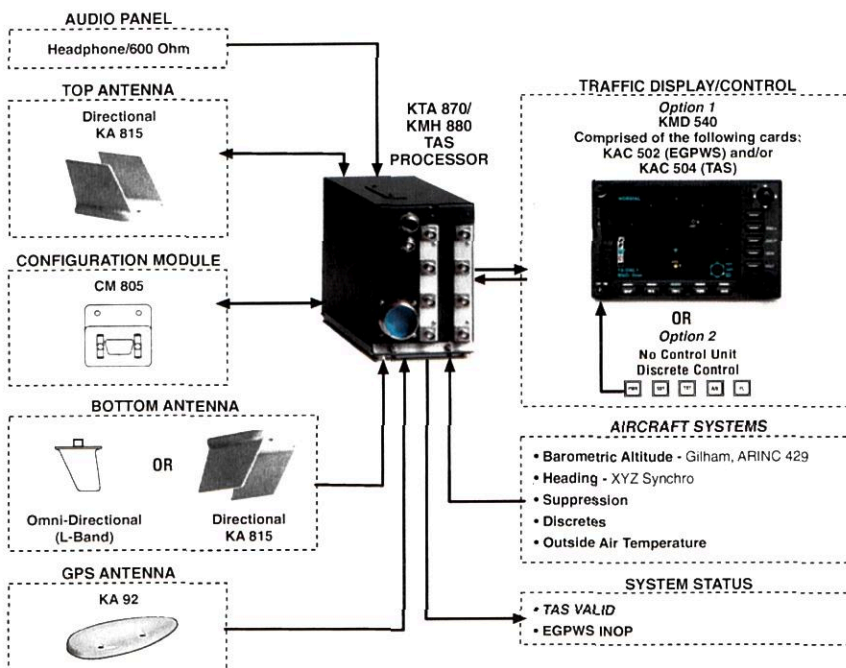 AUDIO PANEL
Headphone/600 Ohm
TOP ANTENNA
Directional
KA 815
CONFIGURATION MODULE
CM 805
BOTTOM ANTENNA
OR
Omni-Directional
(L-Band)
Directional
KA 815
GPS ANTENNA
KA 92
KTA 870/
KMH 880
TAS
PROCESSOR
TRAFFIC DISPLAY/CONTROL
Option 1
KMD 540
Comprised of the following cards:
KAC 502 (EGPWS) and/or
KAC 504 (TAS)
OR
Option 2
No Control Unit
Discrete Control
AIRCRAFT SYSTEMS
• Barometric Altitude - Gilham, ARINC 429
• Heading - XYZ Synchro
• Suppression
• Discretes
• Outside Air Temperature
SYSTEM STATUS
• TAS VALID
• EGPWS INOP